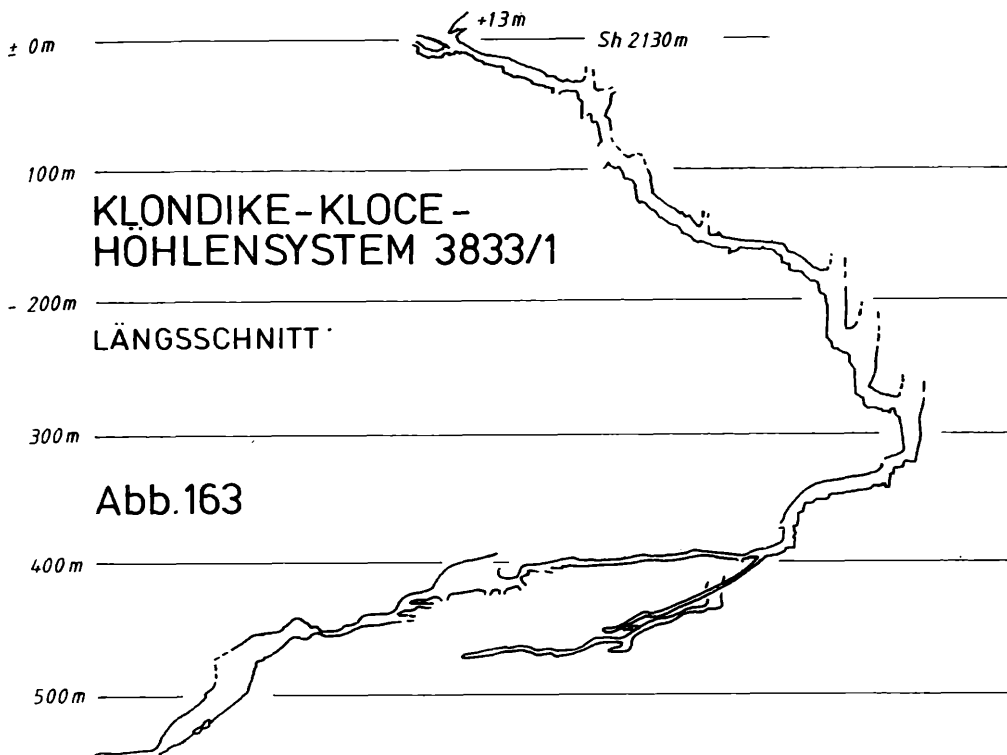 +13m
± 0m
Sh 2130m
100m
KLONDIKE-KLOCE-
HÖHLENSYSTEM 3833/1
- 200m
LÄNGSSCHNITT
300m
Abb.163
400m
500m